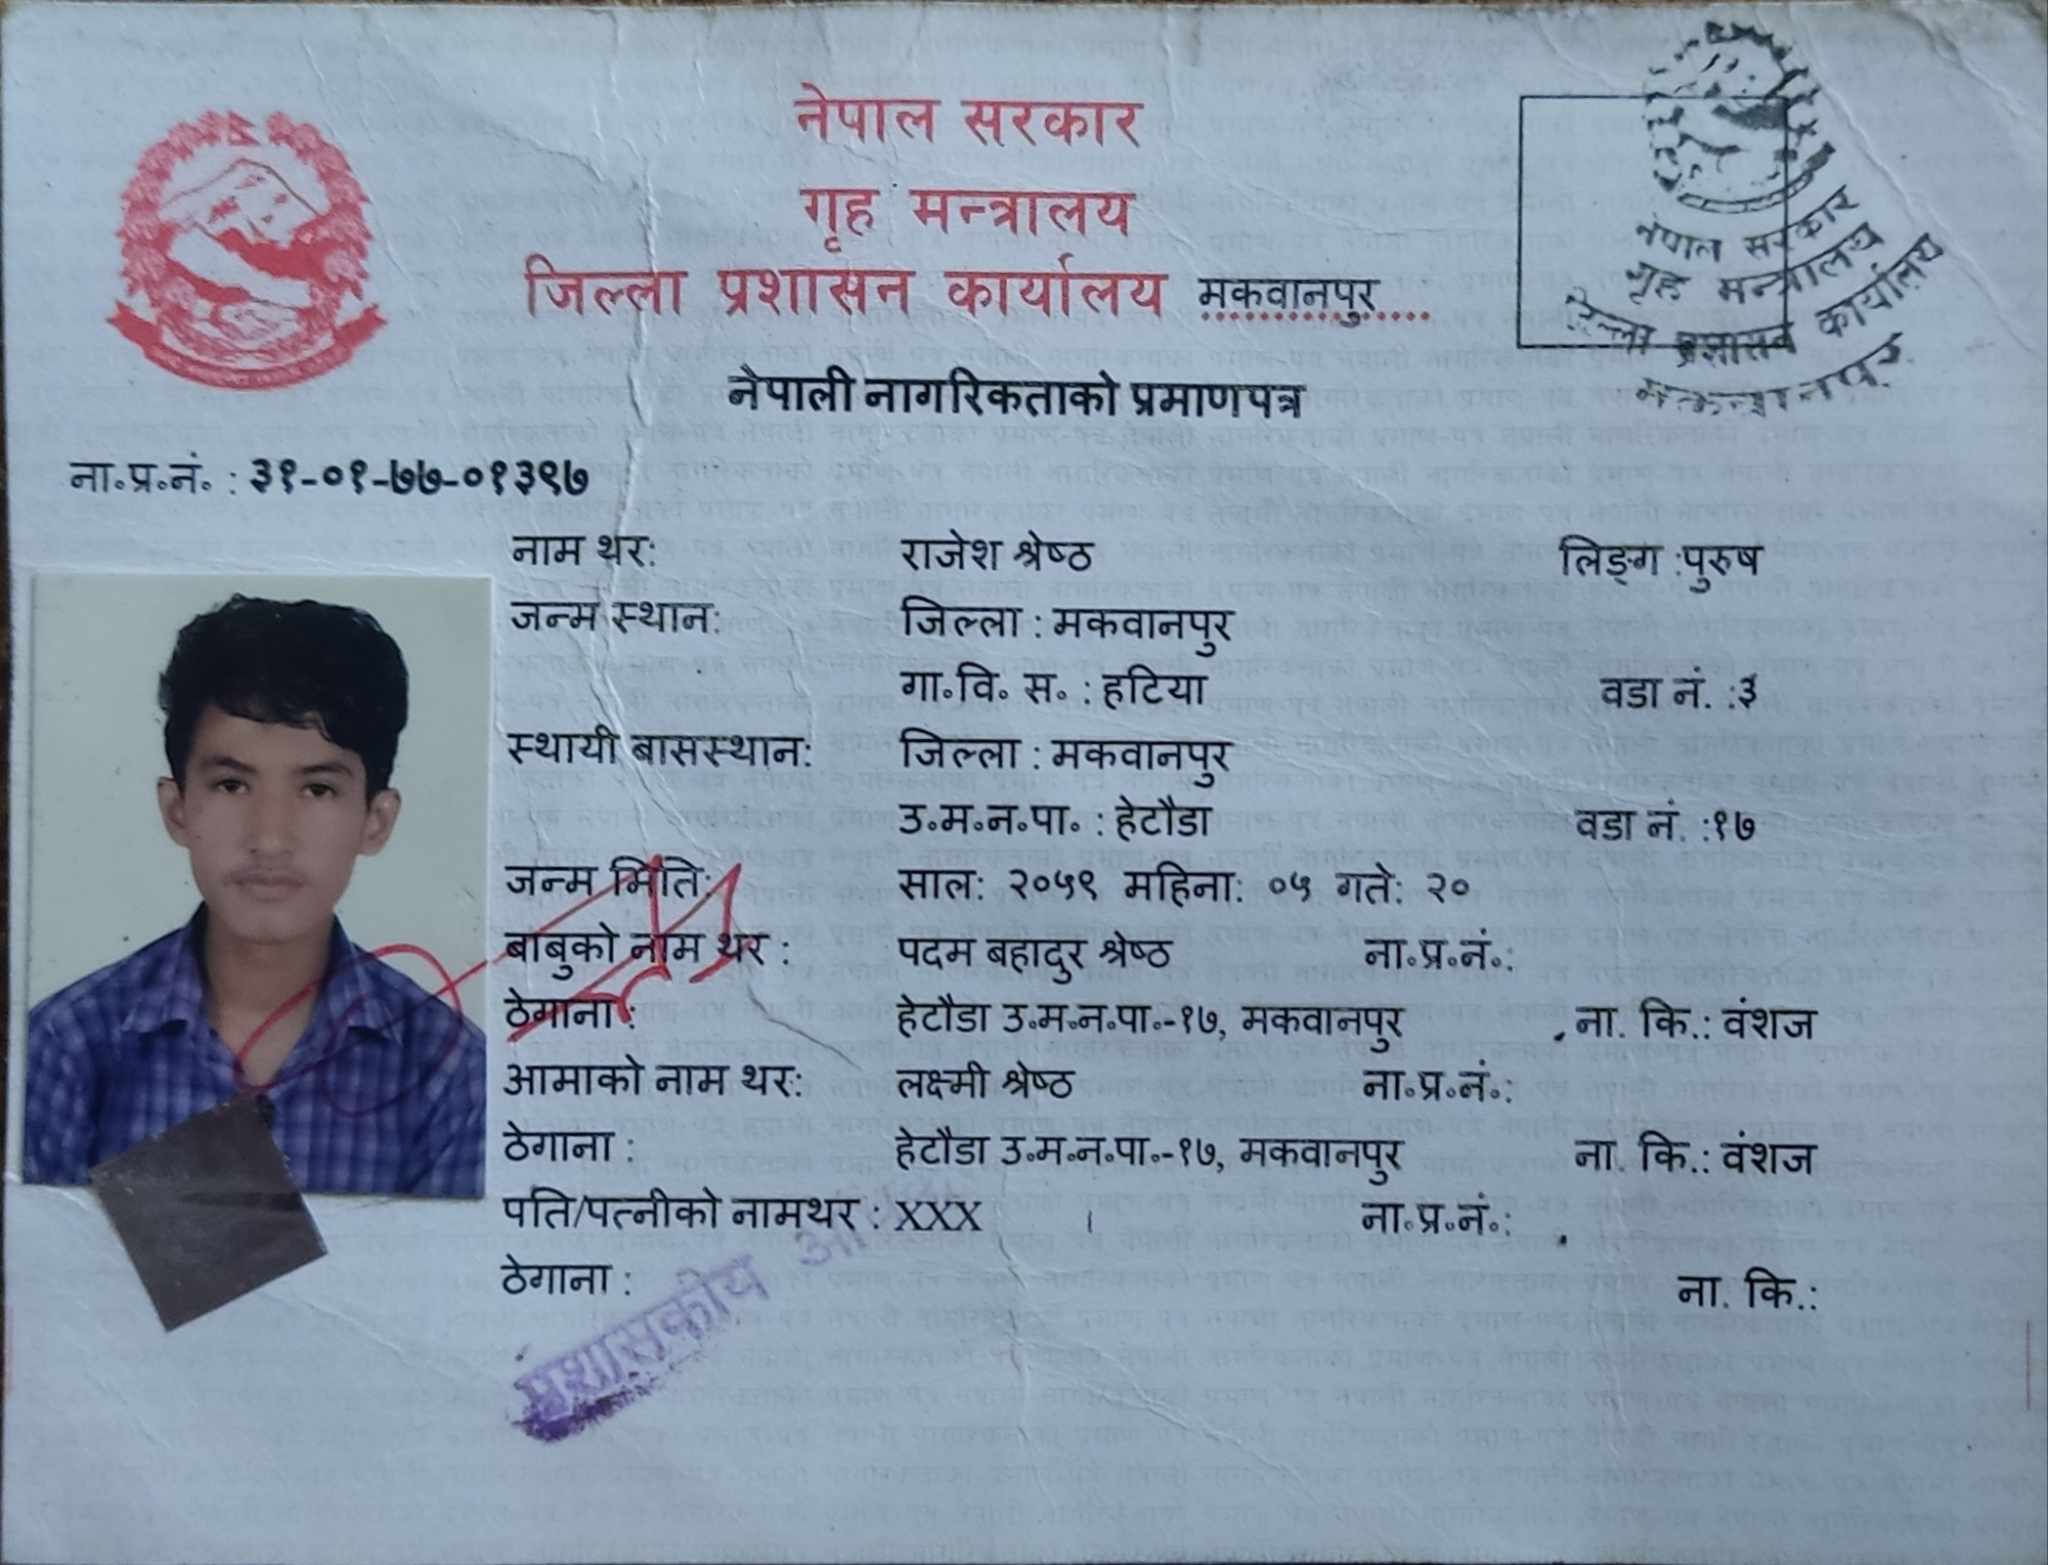 नेपाल सरकार
गृह मन्त्रालय
जिल्ला प्रशासन कार्यालय मकवानपुर
नेपाल सरकार
गृह मन्त्रालय
जिल्ला प्रशासन कार्यालय
मकवानपुर
नेपाली नागरिकताको प्रमाणपत्र
ना॰प्र॰नं॰ : ३१-०१-७७-०१३९७
नाम थर: राजेश श्रेष्ठ लिङ्ग :पुरुष
जन्म स्थान: जिल्ला : मकवानपुर
गा॰वि॰ स॰ : हटिया वडा नं. :३
स्थायी बासस्थान: जिल्ला : मकवानपुर
उ॰म॰न॰पा॰ : हेटौडा वडा नं. :१७
जन्म मिति: साल: २०५९ महिना: ०५ गते: २०
बाबुको नाम थर : पदम बहादुर श्रेष्ठ ना॰प्र॰नं॰:
ठेगाना : हेटौडा उ॰म॰न॰पा॰-१७, मकवानपुर ना. कि.: वंशज
आमाको नाम थर: लक्ष्मी श्रेष्ठ ना॰प्र॰नं॰:
ठेगाना : हेटौडा उ॰म॰न॰पा॰-१७, मकवानपुर ना. कि.: वंशज
पति/पत्नीको नामथर : XXX ना॰प्र॰नं॰:
ठेगाना : ना. कि.:
प्रशासकीय